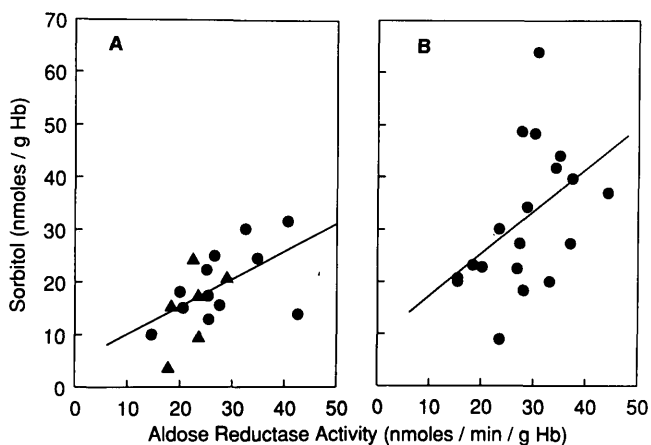 A
B
70
60
50
40
30
20
10
0
Sorbitol (nmoles / g Hb)
0 10 20 30 40 50
0 10 20 30 40 50
Aldose Reductase Activity (nmoles / min / g Hb)